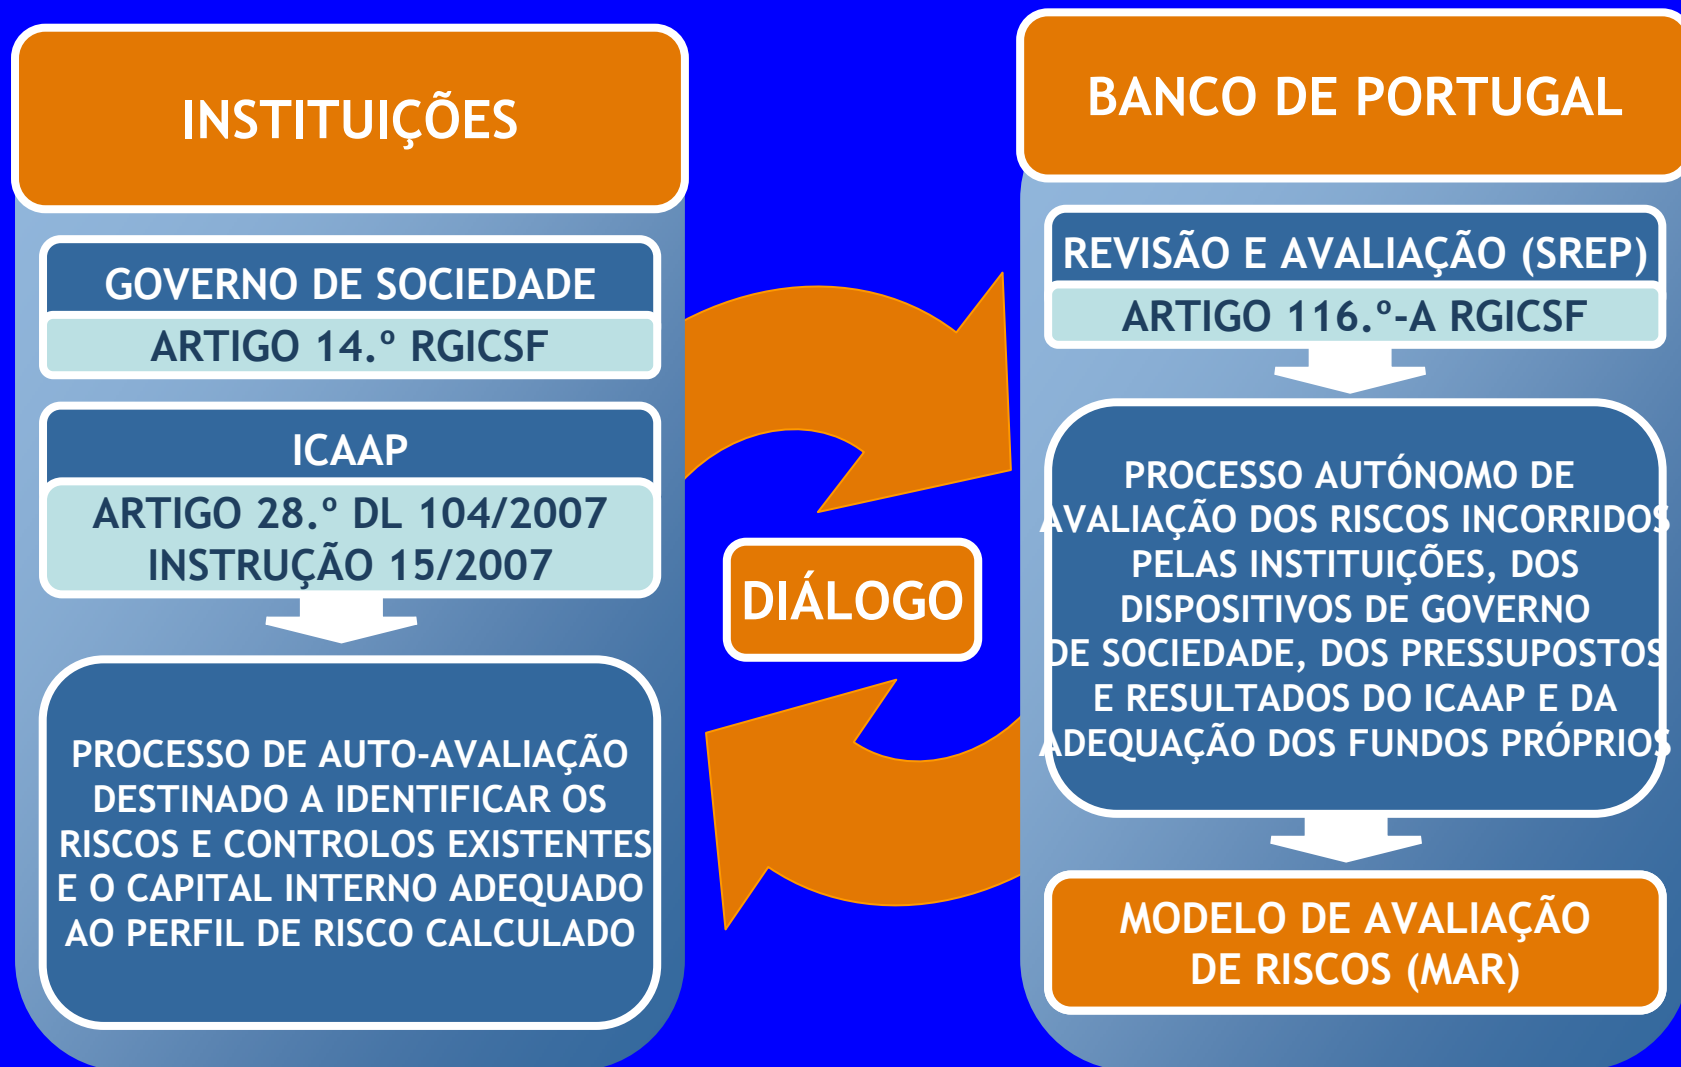 INSTITUIÇÕES
GOVERNO DE SOCIEDADE
ARTIGO 14.º RGICSF
ICAAP
ARTIGO 28.º DL 104/2007
INSTRUÇÃO 15/2007
PROCESSO DE AUTO-AVALIAÇÃO
DESTINADO A IDENTIFICAR OS
RISCOS E CONTROLOS EXISTENTES
E O CAPITAL INTERNO ADEQUADO
AO PERFIL DE RISCO CALCULADO
DIÁLOGO
BANCO DE PORTUGAL
REVISÃO E AVALIAÇÃO (SREP)
ARTIGO 116.º-A RGICSF
PROCESSO AUTÓNOMO DE
AVALIAÇÃO DOS RISCOS INCORRIDOS
PELAS INSTITUIÇÕES, DOS
DISPOSITIVOS DE GOVERNO
DE SOCIEDADE, DOS PRESSUPOSTOS
E RESULTADOS DO ICAAP E DA
ADEQUAÇÃO DOS FUNDOS PRÓPRIOS
MODELO DE AVALIAÇÃO
DE RISCOS (MAR)